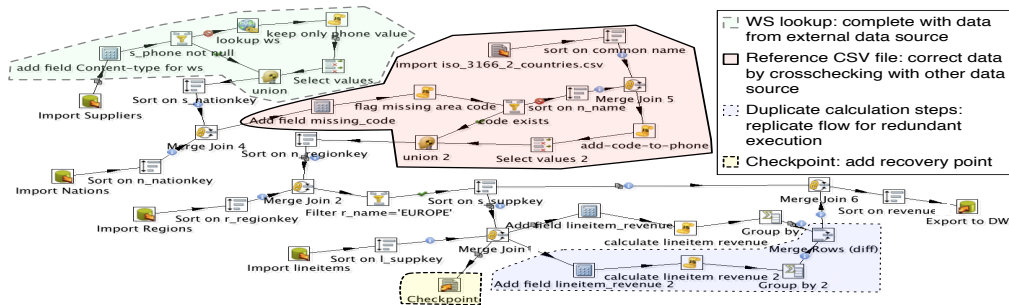 keep only phone value
lookup ws
s_phone not null
add field Content-type for ws
Select values
union
Sort on s_nationkey
Import Suppliers
sort on common name
import iso_3166_2_countries.csv
flag missing area code
sort on n_name
Merge Join 5
Add field missing_code
code exists
add-code-to-phone
Select values 2
union 2
Merge Join 4
Sort on n_regionkey
Import Nations
Sort on n_nationkey
Merge Join 2
Filter r_name='EUROPE'
Sort on s_suppkey
Merge Join 6
Sort on revenue
Export to DW
Sort on r_regionkey
Import Regions
Add field lineitem_revenue
calculate lineitem revenue
Group by
Merge Rows (diff)
Merge Join
Sort on l_suppkey
Import lineitems
Add field lineitem_revenue 2
calculate lineitem revenue 2
Group by 2
Checkpoint
WS lookup: complete with data
from external data source
Reference CSV file: correct data
by crosschecking with other data
source
Duplicate calculation steps:
replicate flow for redundant
execution
Checkpoint: add recovery point